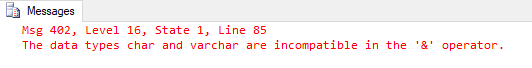 Messages
Msg 402, Level 16, State 1, Line 85
The data types char and varchar are incompatible in the '&' operator.